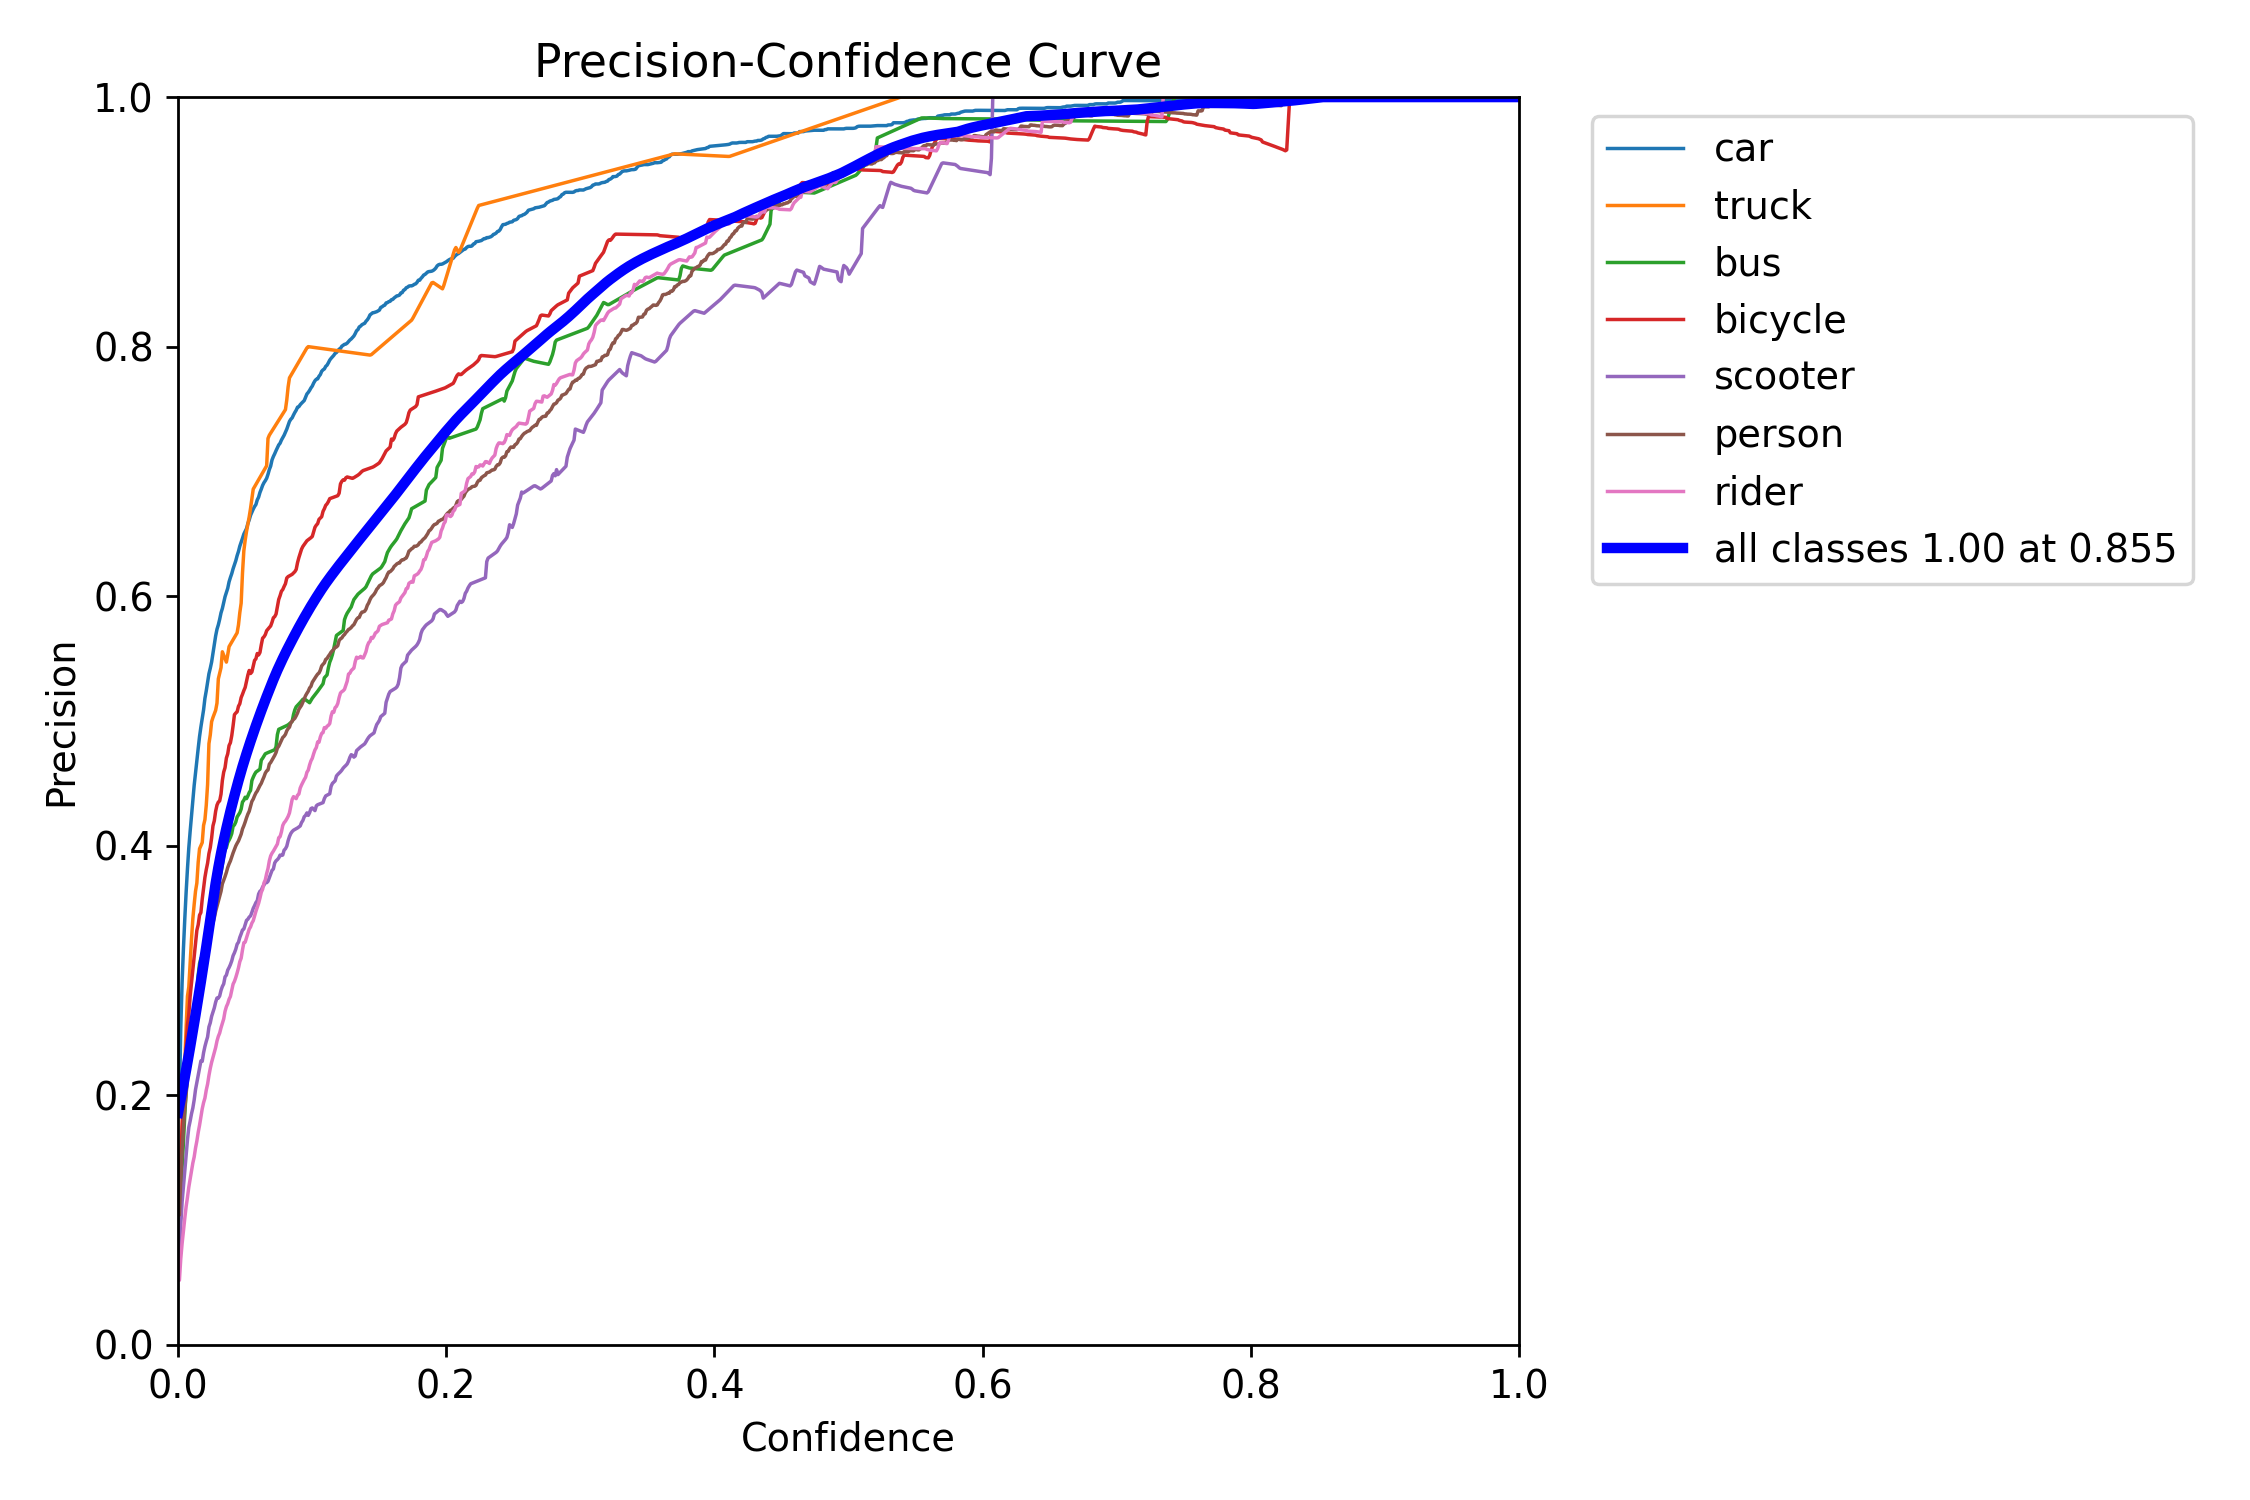 Precision-Confidence Curve
1.0
0.8
0.6
0.4
0.2
0.0
Precision
0.0 0.2 0.4 0.6 0.8 1.0
Confidence
car
truck
bus
bicycle
scooter
person
rider
all classes 1.00 at 0.855